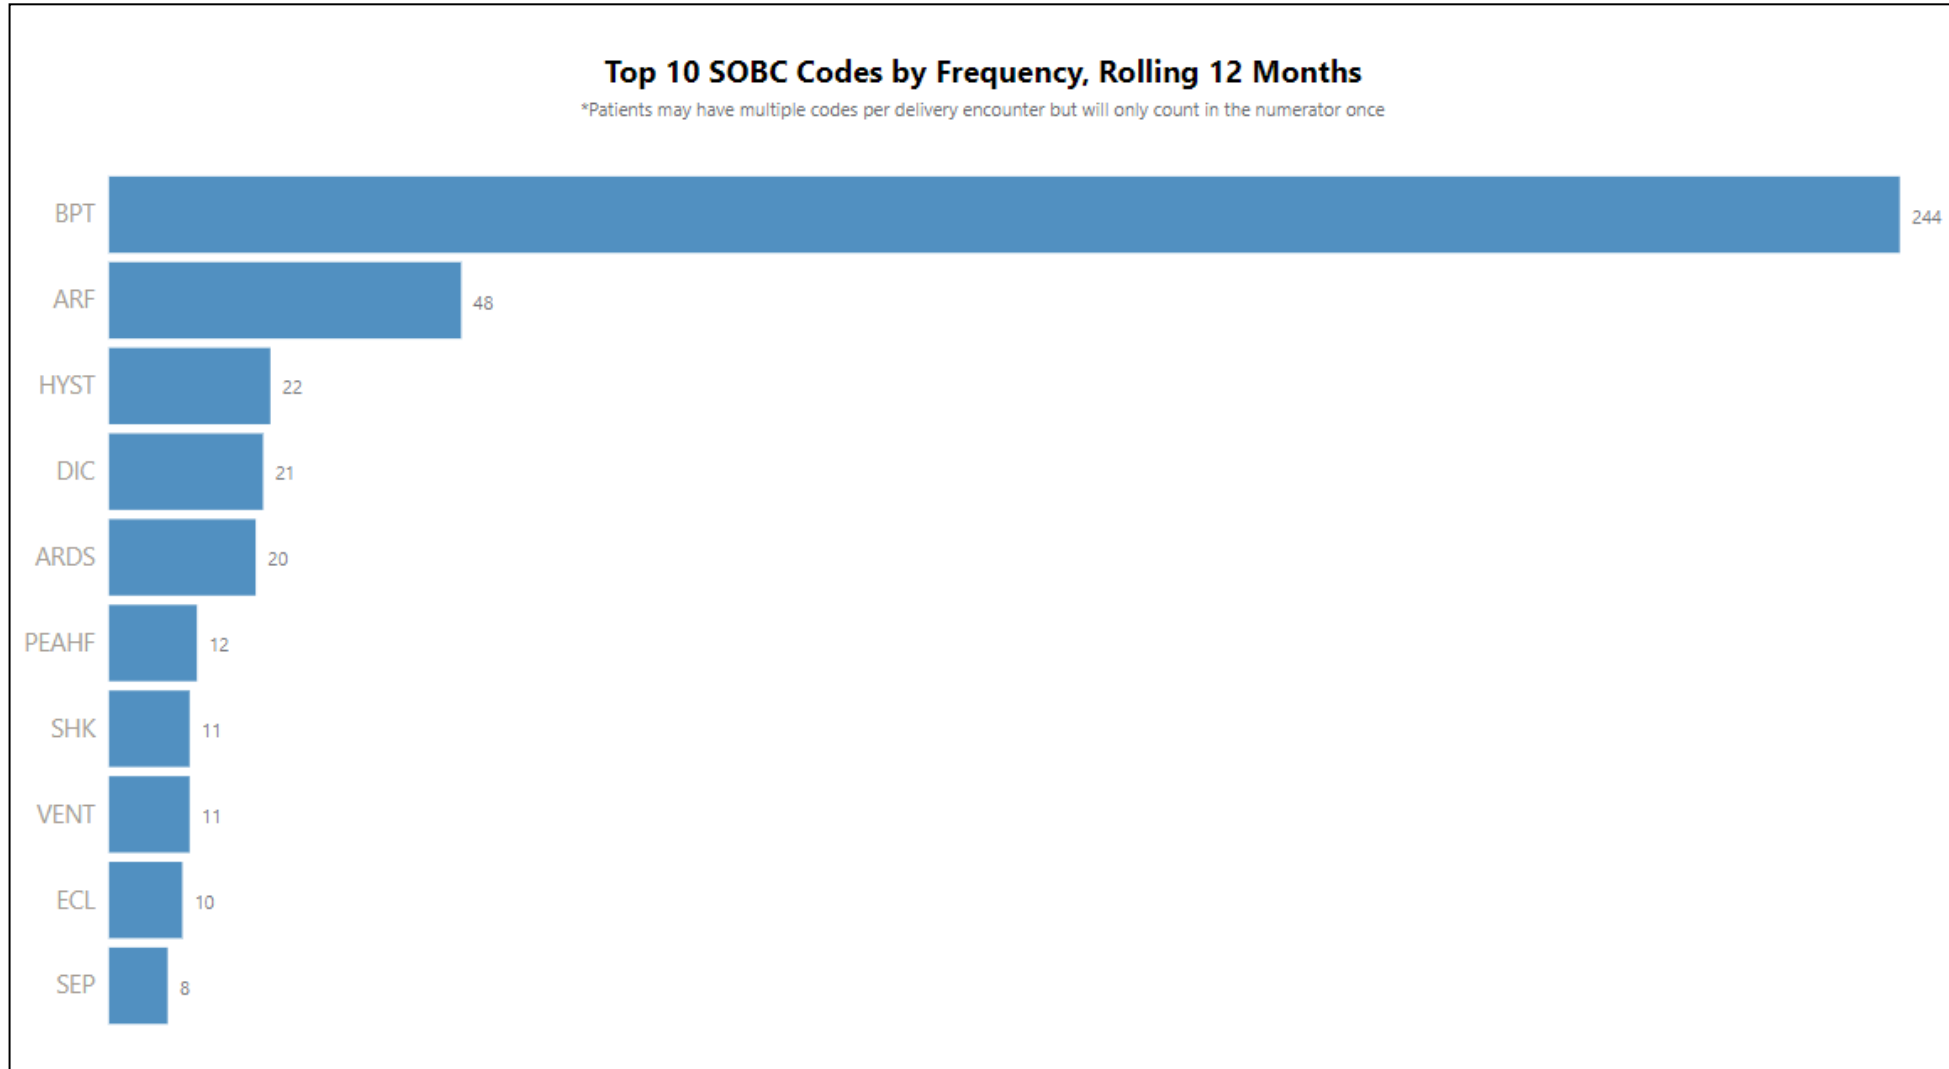 Top 10 SOBC Codes by Frequency, Rolling 12 Months
*Patients may have multiple codes per delivery encounter but will only count in the numerator once
BPT 244
ARF 48
HYST 22
DIC 21
ARDS 20
PEAHF 12
SHK 11
VENT 11
ECL 10
SEP 8